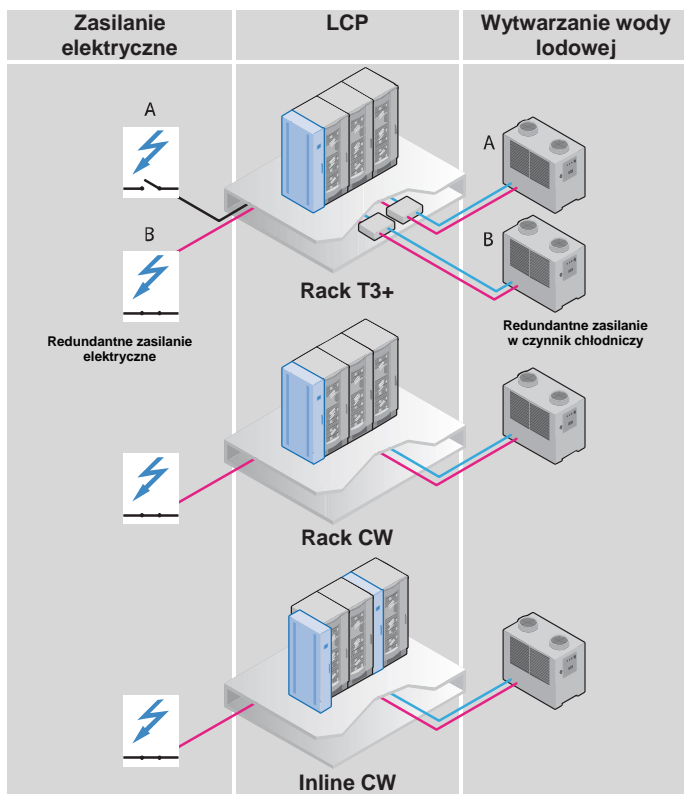 Zasilanie
elektryczne
LCP
Wytwarzanie wody
lodowej
A
A
B
B
Rack T3+
Redundantne zasilanie
elektryczne
Redundantne zasilanie
w czynnik chłodniczy
Rack CW
Inline CW